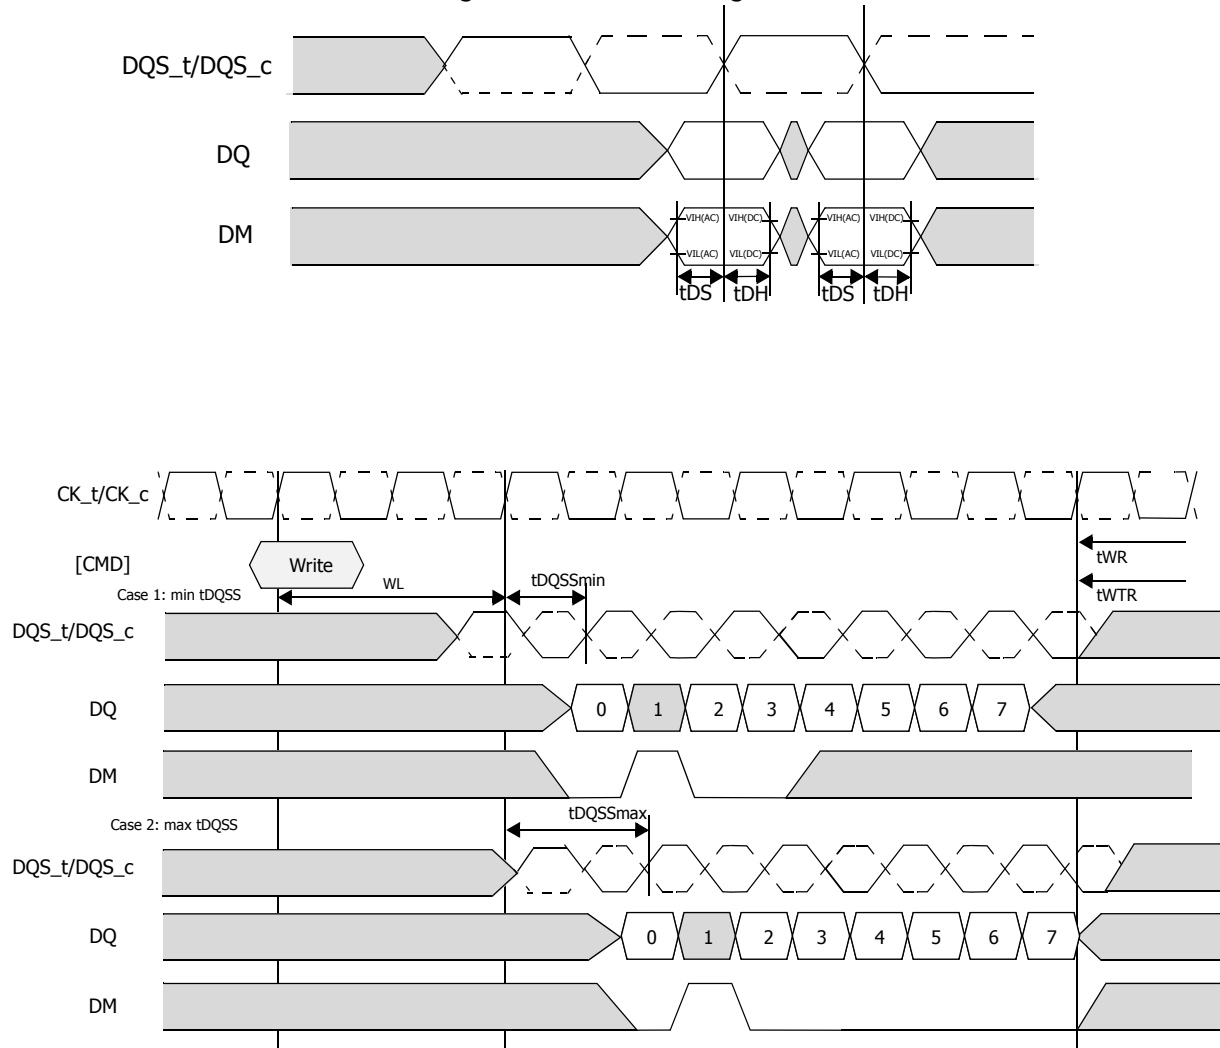 DQS_t/DQS_c
DQ
DM
VIH(AC) VIH(DC) VIH(AC) VIH(DC)
VIL(AC) VIL(DC) VIL(AC) VIL(DC)
tDS tDH tDS tDH
CK_t/CK_c
[CMD] Write tWR
Case 1: min tDQSS WL tDQSSmin tWTR
DQS_t/DQS_c
DQ 0 1 2 3 4 5 6 7
DM
Case 2: max tDQSS tDQSSmax
DQS_t/DQS_c
DQ 0 1 2 3 4 5 6 7
DM